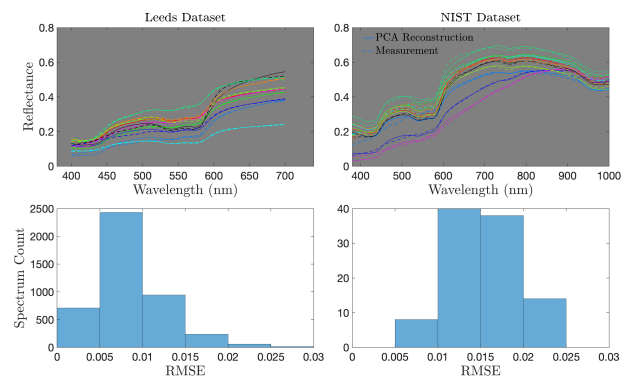 Leeds Dataset
NIST Dataset
Reflectance
0.8
0.6
0.4
0.2
0
400 450 500 550 600 650 700
Wavelength (nm)
0.8
0.6
0.4
0.2
0
PCA Reconstruction
Measurement
400 500 600 700 800 900 1000
Wavelength (nm)
Spectrum Count
2500
2000
1500
1000
500
0
0 0.005 0.01 0.015 0.02 0.025 0.03
RMSE
40
30
20
10
0
0 0.005 0.01 0.015 0.02 0.025 0.03
RMSE